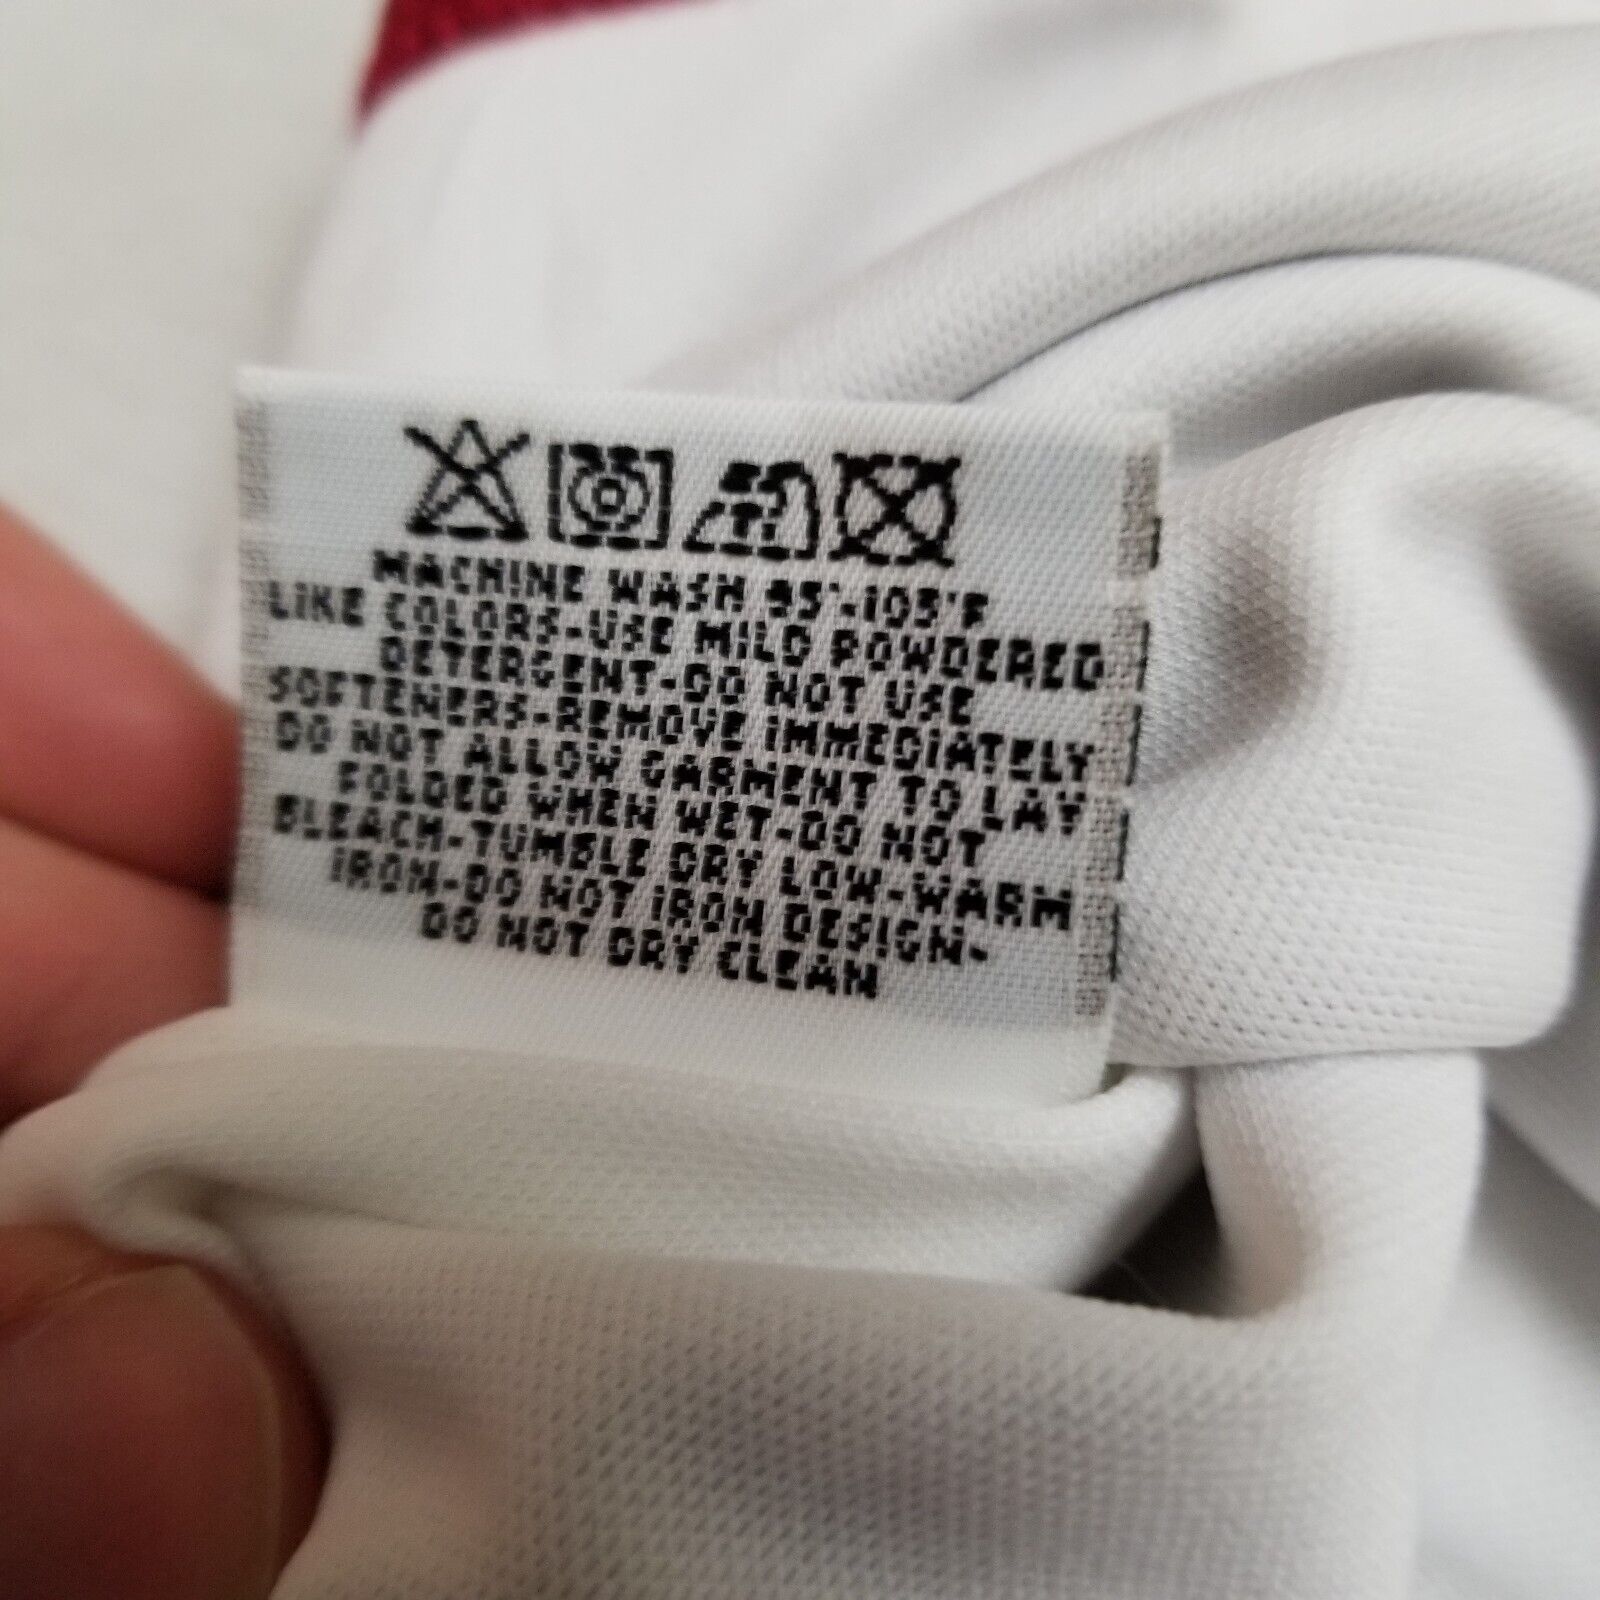 MACHINE WASH 85°-105°F
LIKE COLORS-USE MILD POWDERED
DETERGENT-DO NOT USE
SOFTENERS-REMOVE IMMEDIATELY
DO NOT ALLOW GARMENT TO LAY
FOLDED WHEN WET-DO NOT
BLEACH-TUMBLE DRY LOW-WARM
IRON-DO NOT IRON DESIGN-
DO NOT DRY CLEAN